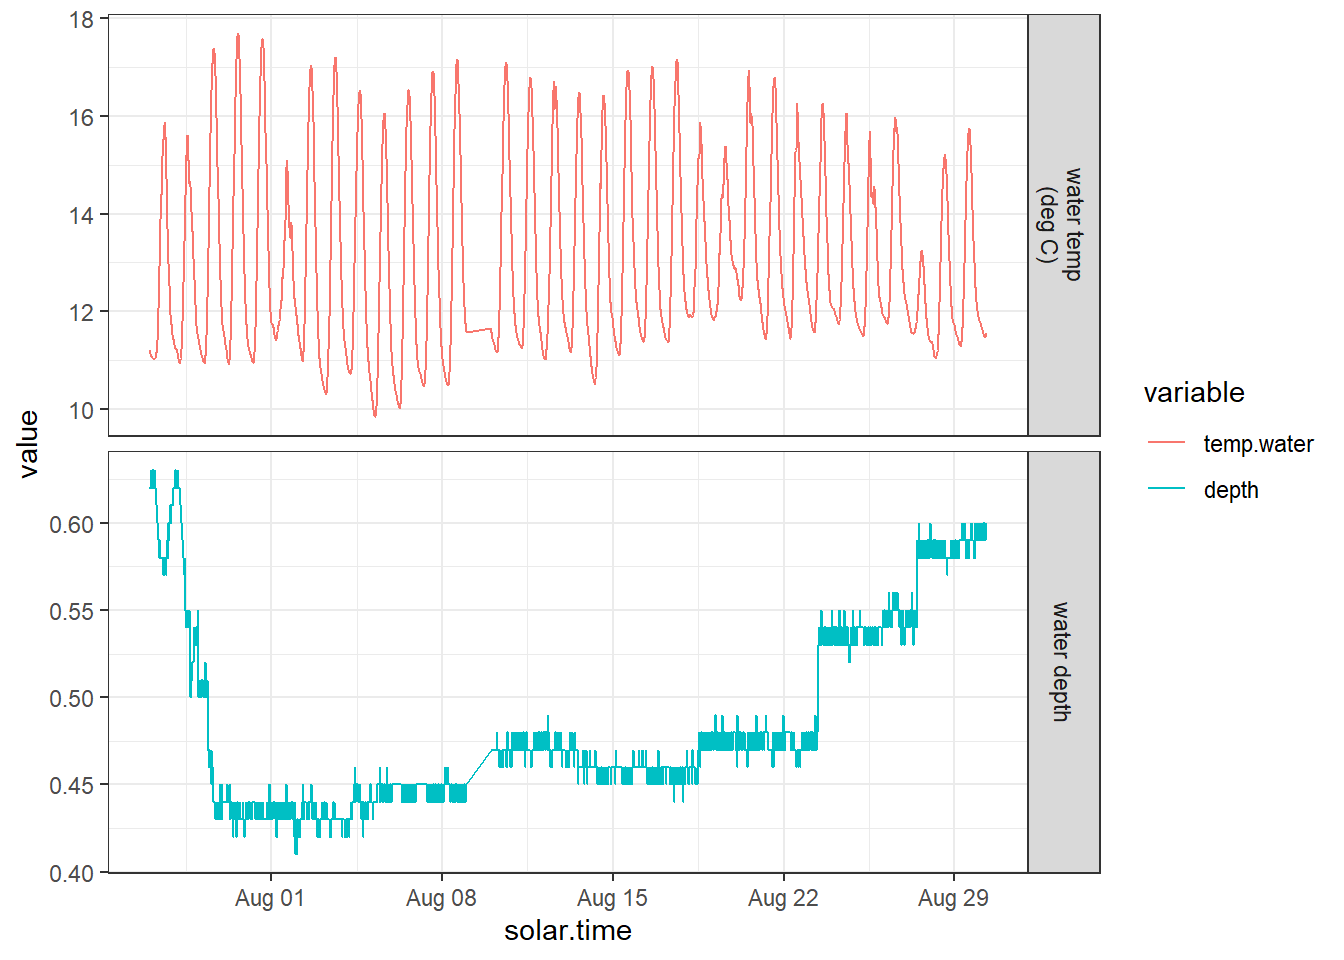 18
16
14
12
10
water temp
(deg C)
value
0.60
0.55
0.50
0.45
0.40
water depth
Aug 01
Aug 08
Aug 15
Aug 22
Aug 29
solar.time
variable
temp.water
depth